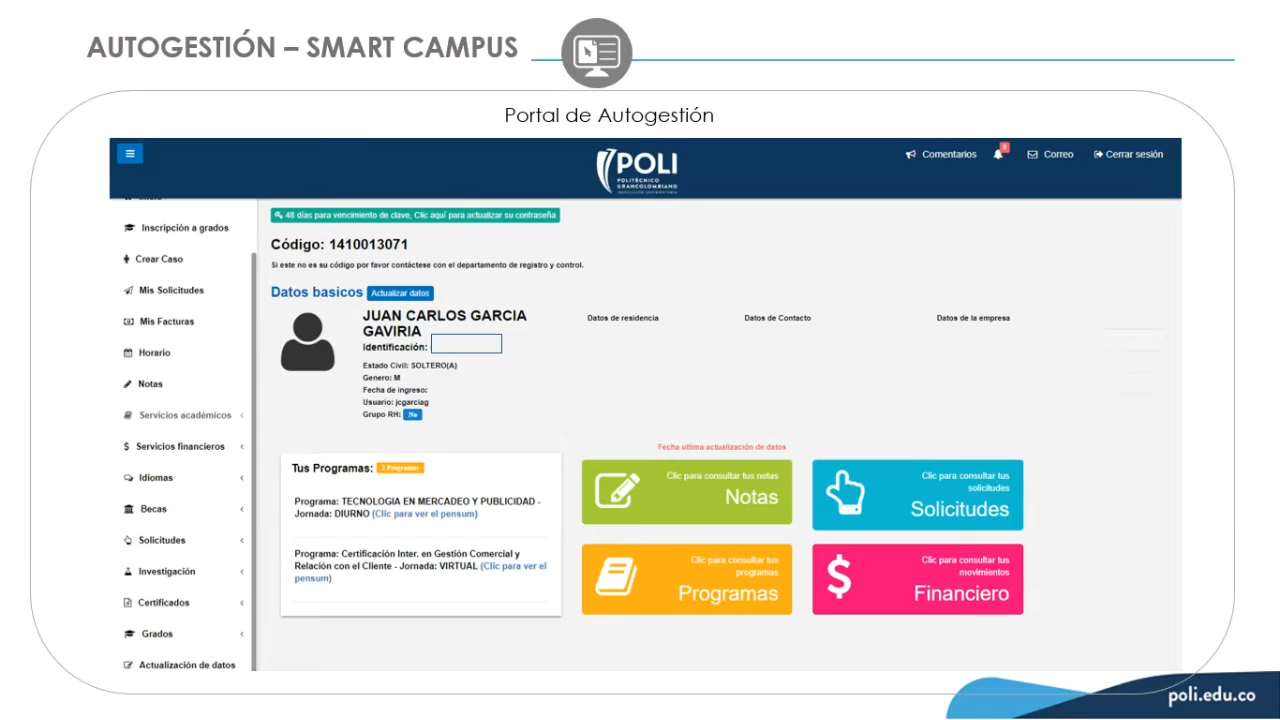 AUTOGESTIÓN – SMART CAMPUS
Portal de Autogestión
POLI
POLITÉCNICO
GRANCOLOMBIANO
Comentarios
Correo
Cerrar sesión
Inicio
Inscripción a grados
Crear Caso
Mis Solicitudes
Mis Facturas
Horario
Notas
Servicios académicos
Servicios financieros
Idiomas
Becas
Solicitudes
Investigación
Certificados
Grados
Actualización de datos
48 días para vencimiento de clave, Clic aquí para actualizar su contraseña
Código: 1410013071
Si este no es su código por favor contáctese con el departamento de registro y control.
Datos basicos Actualizar datos
JUAN CARLOS GARCIA
GAVIRIA
Identificación:
Estado Civil: SOLTERO(A)
Genero: M
Fecha de ingreso:
Usuario: jcgarciag
Grupo RH: No
Datos de residencia
Datos de Contacto
Datos de la empresa
Fecha ultima actualización de datos
Tus Programas: 2 Programas
Programa: TECNOLOGIA EN MERCADEO Y PUBLICIDAD -
Jornada: DIURNO (Clic para ver el pensum)
Programa: Certificación Inter. en Gestión Comercial y
Relación con el Cliente - Jornada: VIRTUAL (Clic para ver el
pensum)
Clic para consultar tus notas
Notas
Clic para consultar tus
solicitudes
Solicitudes
Clic para consultar tus
programas
Programas
Clic para consultar tus
movimientos
Financiero
poli.edu.co